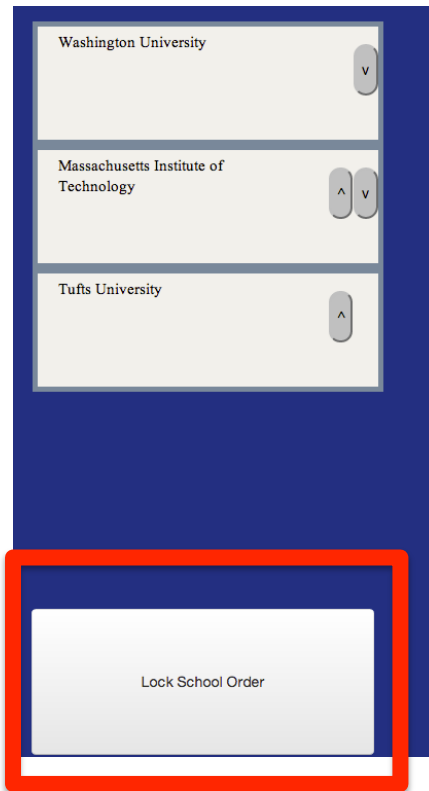 Washington University
v
Massachusetts Institute of
Technology
^ v
Tufts University
^
Lock School Order